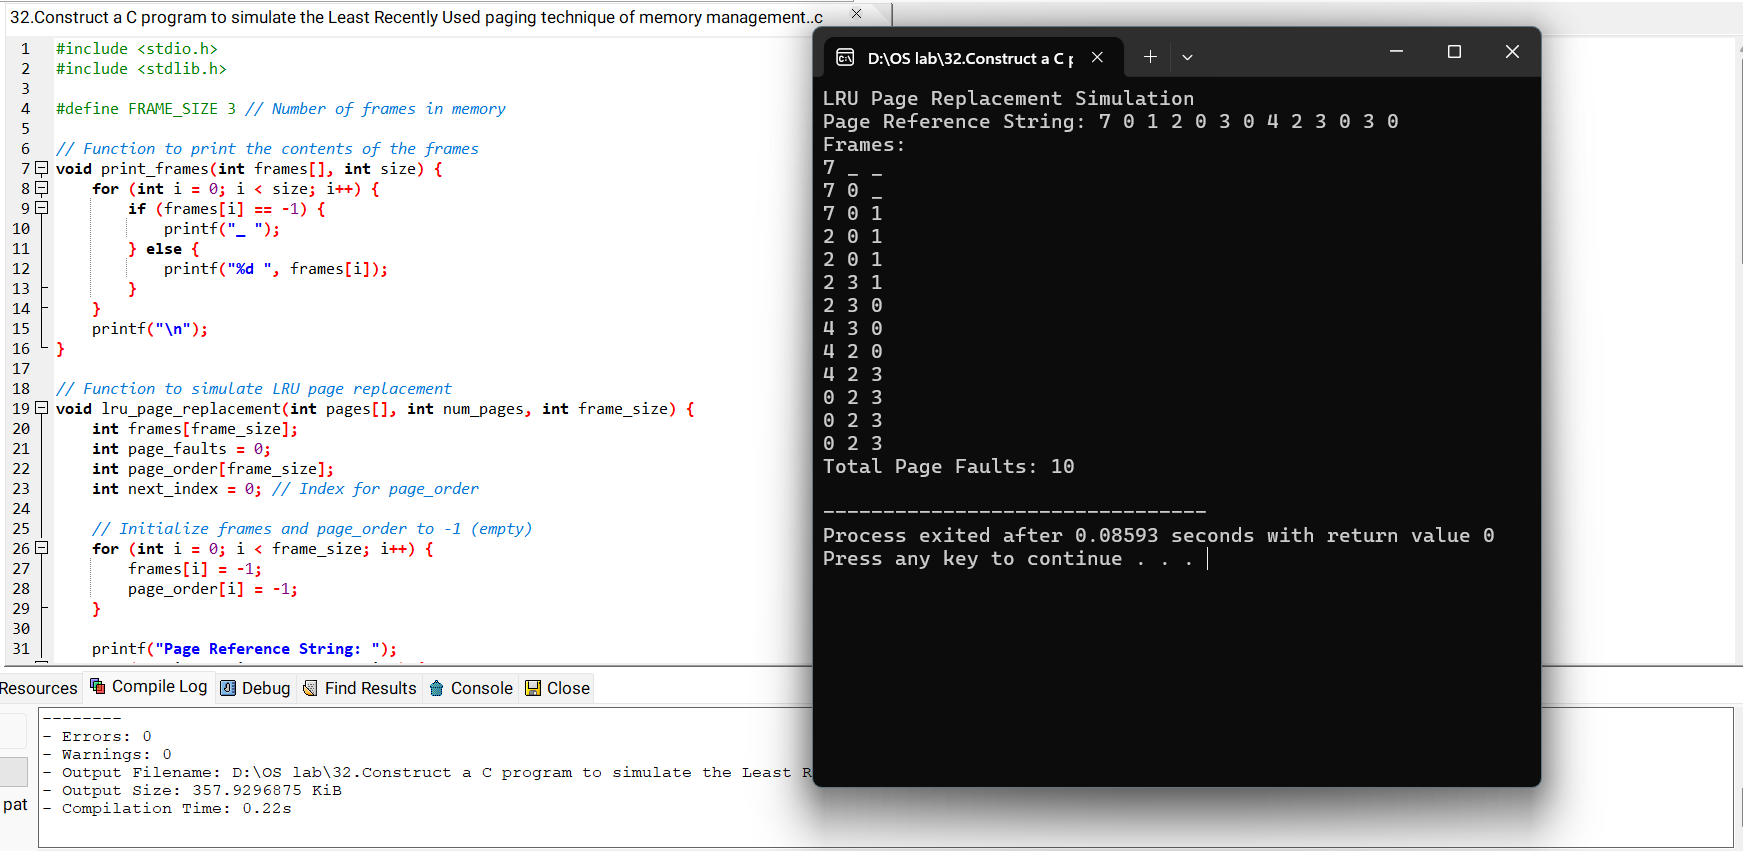 32.Construct a C program to simulate the Least Recently Used paging technique of memory management..c
1 #include <stdio.h>
2 #include <stdlib.h>
3
4 #define FRAME_SIZE 3 // Number of frames in memory
5
6 // Function to print the contents of the frames
7 void print_frames(int frames[], int size) {
8 for (int i = 0; i < size; i++) {
9 if (frames[i] == -1) {
10 printf("_ ");
11 } else {
12 printf("%d ", frames[i]);
13 }
14 }
15 printf("\n");
16 }
17
18 // Function to simulate LRU page replacement
19 void lru_page_replacement(int pages[], int num_pages, int frame_size) {
20 int frames[frame_size];
21 int page_faults = 0;
22 int page_order[frame_size];
23 int next_index = 0; // Index for page_order
24
25 // Initialize frames and page_order to -1 (empty)
26 for (int i = 0; i < frame_size; i++) {
27 frames[i] = -1;
28 page_order[i] = -1;
29 }
30
31 printf("Page Reference String: ");
D:\OS lab\32.Construct a C p
LRU Page Replacement Simulation
Page Reference String: 7 0 1 2 0 3 0 4 2 3 0 3 0
Frames:
7 _ _
7 0 _
7 0 1
2 0 1
2 0 1
2 3 1
2 3 0
4 3 0
4 2 0
4 2 3
0 2 3
0 2 3
0 2 3
Total Page Faults: 10
--------------------------------
Process exited after 0.08593 seconds with return value 0
Press any key to continue . . .
Resources Compile Log Debug Find Results Console Close
--------
- Errors: 0
- Warnings: 0
- Output Filename: D:\OS lab\32.Construct a C program to simulate the Least R
- Output Size: 357.9296875 KiB
- Compilation Time: 0.22s
pat